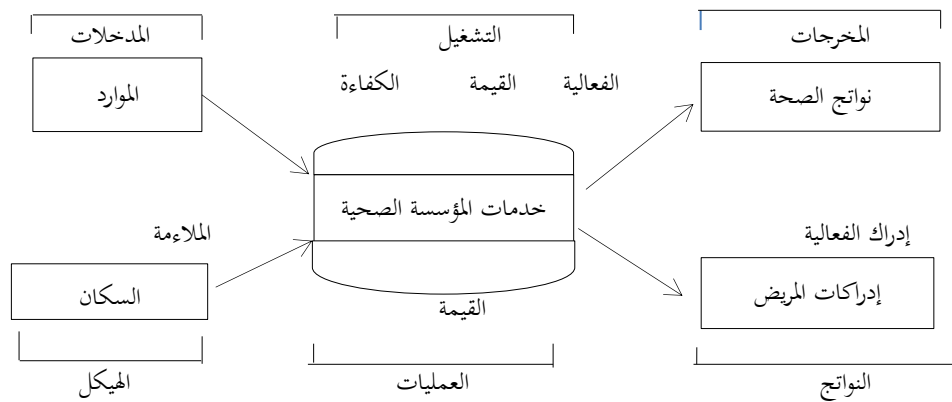 المدخلات
التشغيل
المخرجات
الموارد
الكفاءة القيمة الفعالية
نواتج الصحة
خدمات المؤسسة الصحية
الملاءمة
إدراك الفعالية
السكان
إدراكات المريض
القيمة
الهيكل
العمليات
النواتج